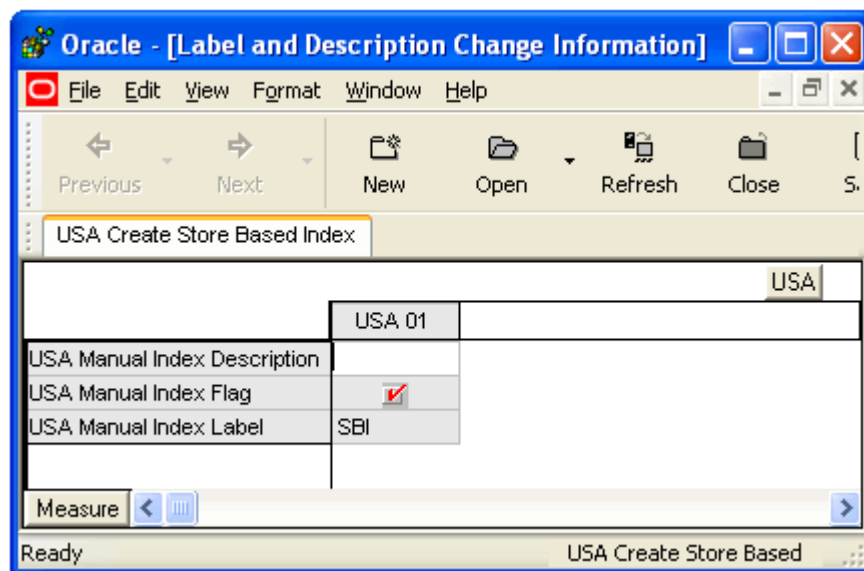 Oracle - [Label and Description Change Information]
File Edit View Format Window Help
Previous Next New Open Refresh Close
USA Create Store Based Index
USA
USA 01
USA Manual Index Description
USA Manual Index Flag
USA Manual Index Label SBI
Measure
Ready USA Create Store Based